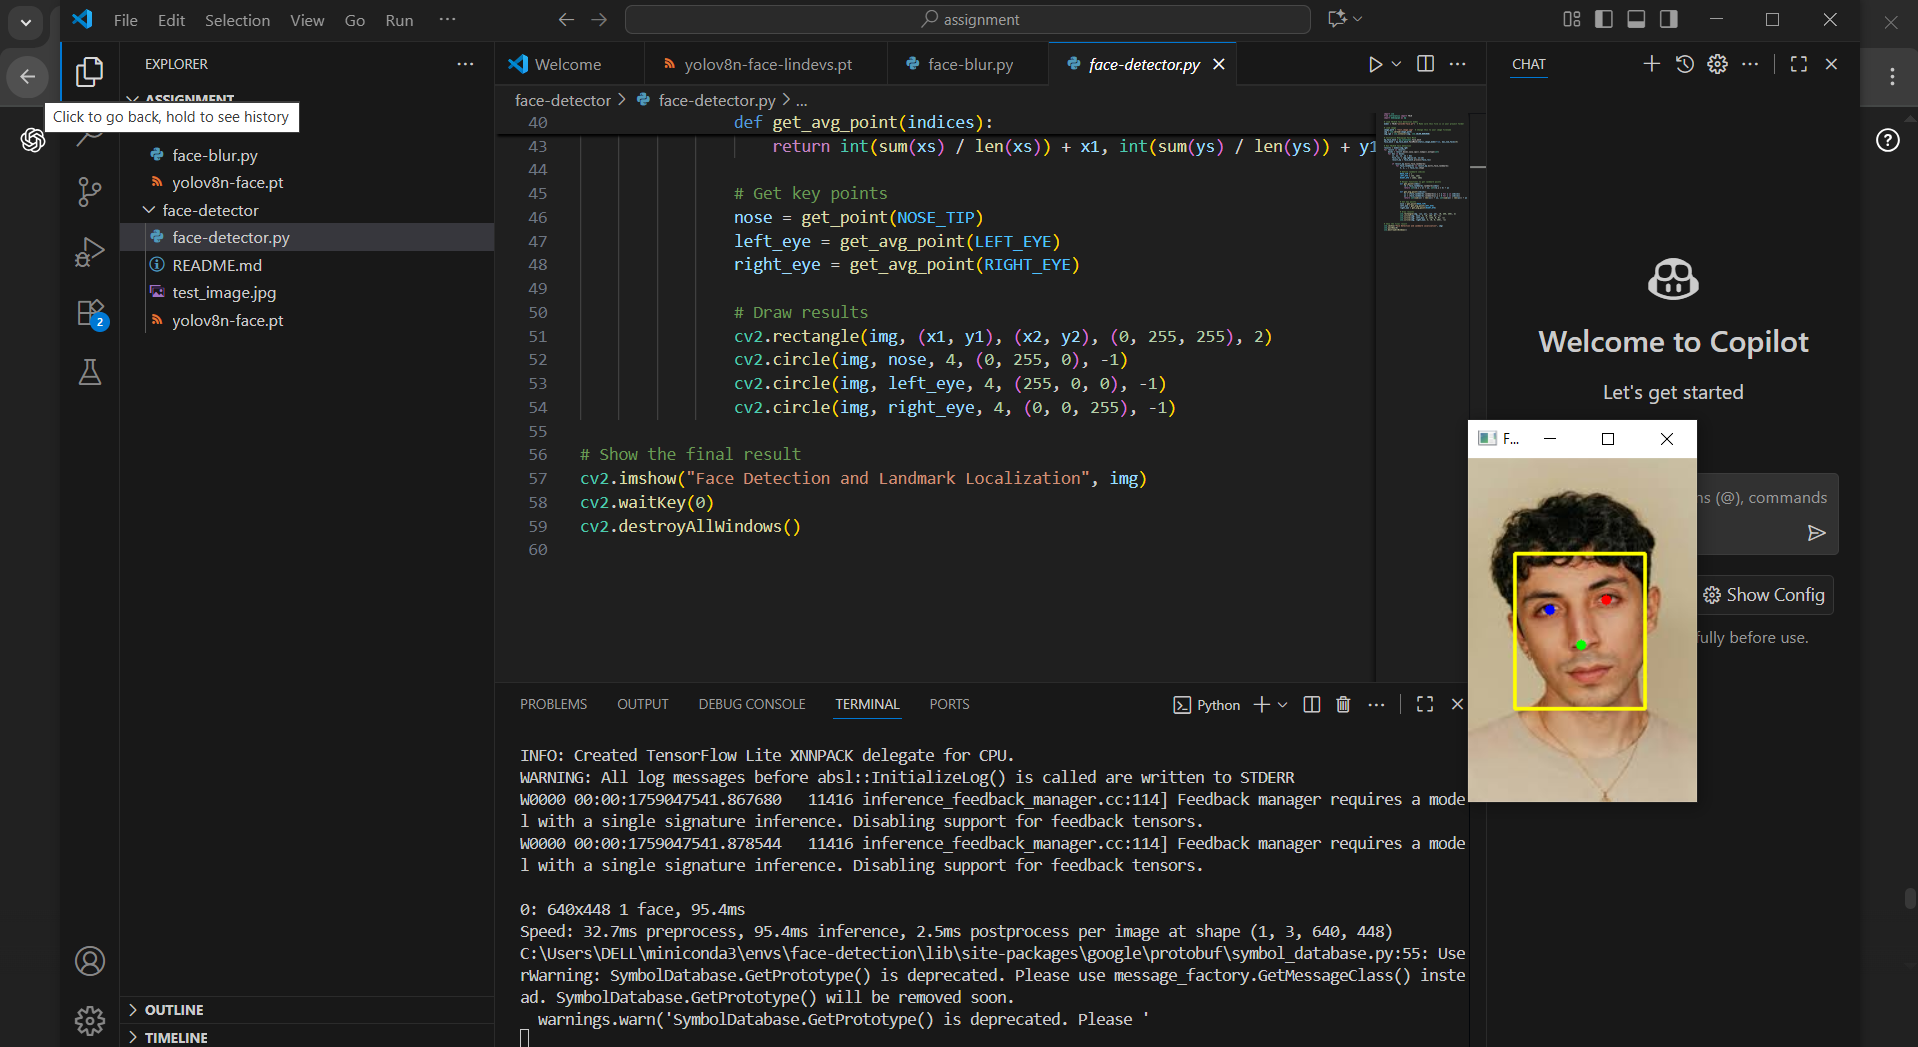 File Edit Selection View Go Run ···
assignment
EXPLORER
ASSIGNMENT
Click to go back, hold to see history
face-blur.py
yolov8n-face.pt
face-detector
face-detector.py
README.md
test_image.jpg
yolov8n-face.pt
2
OUTLINE
TIMELINE
Welcome
yolov8n-face-lindevs.pt
face-blur.py
face-detector.py
face-detector > face-detector.py > ...
40 def get_avg_point(indices):
43 return int(sum(xs) / len(xs)) + x1, int(sum(ys) / len(ys)) + y1
44
45 # Get key points
46 nose = get_point(NOSE_TIP)
47 left_eye = get_avg_point(LEFT_EYE)
48 right_eye = get_avg_point(RIGHT_EYE)
49
50 # Draw results
51 cv2.rectangle(img, (x1, y1), (x2, y2), (0, 255, 255), 2)
52 cv2.circle(img, nose, 4, (0, 255, 0), -1)
53 cv2.circle(img, left_eye, 4, (255, 0, 0), -1)
54 cv2.circle(img, right_eye, 4, (0, 0, 255), -1)
55
56 # Show the final result
57 cv2.imshow("Face Detection and Landmark Localization", img)
58 cv2.waitKey(0)
59 cv2.destroyAllWindows()
60
PROBLEMS OUTPUT DEBUG CONSOLE TERMINAL PORTS
Python
INFO: Created TensorFlow Lite XNNPACK delegate for CPU.
WARNING: All log messages before absl::InitializeLog() is called are written to STDERR
W0000 00:00:1759047541.867680 11416 inference_feedback_manager.cc:114] Feedback manager requires a mode
l with a single signature inference. Disabling support for feedback tensors.
W0000 00:00:1759047541.878544 11416 inference_feedback_manager.cc:114] Feedback manager requires a mode
l with a single signature inference. Disabling support for feedback tensors.
0: 640x448 1 face, 95.4ms
Speed: 32.7ms preprocess, 95.4ms inference, 2.5ms postprocess per image at shape (1, 3, 640, 448)
C:\Users\DELL\miniconda3\envs\face-detection\lib\site-packages\google\protobuf\symbol_database.py:55: Use
rWarning: SymbolDatabase.GetPrototype() is deprecated. Please use message_factory.GetMessageClass() inste
ad. SymbolDatabase.GetPrototype() will be removed soon.
warnings.warn('SymbolDatabase.GetPrototype() is deprecated. Please '
CHAT
Welcome to Copilot
Let's get started
F...
ns (@), commands
Show Config
fully before use.